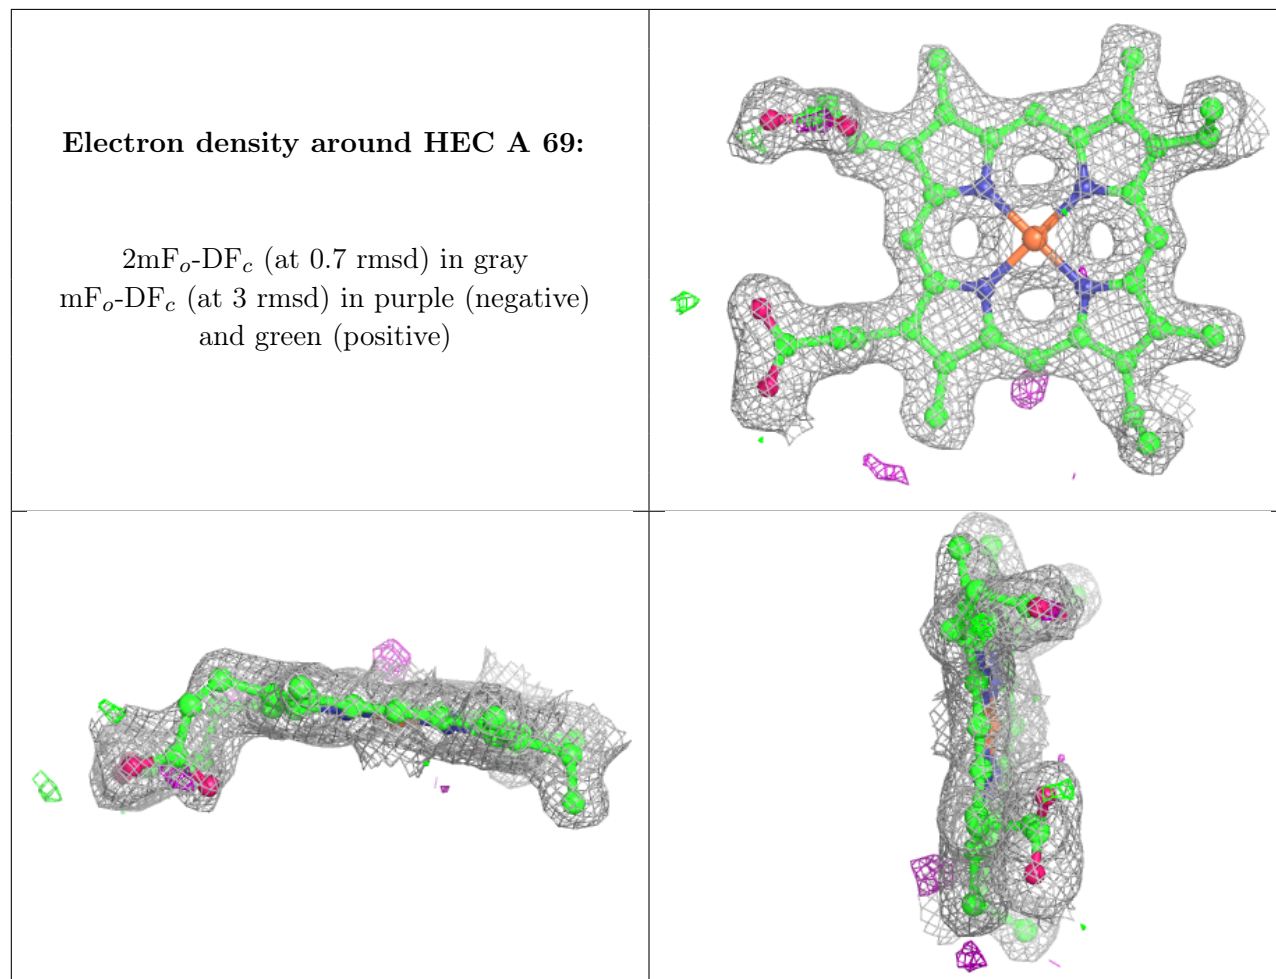 Electron density around HEC A 69:
2mFo-DFc (at 0.7 rmsd) in gray
mFo-DFc (at 3 rmsd) in purple (negative)
and green (positive)